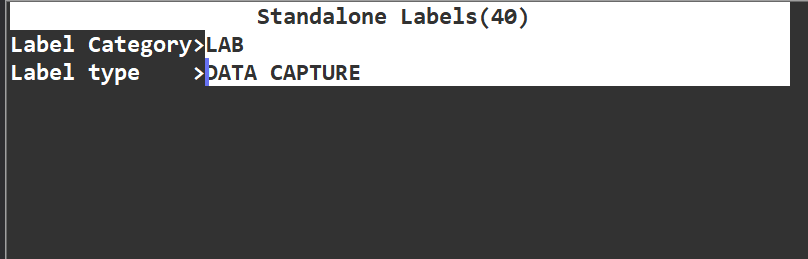 Standalone Labels(40)
Label Category>LAB
Label type    >DATA CAPTURE